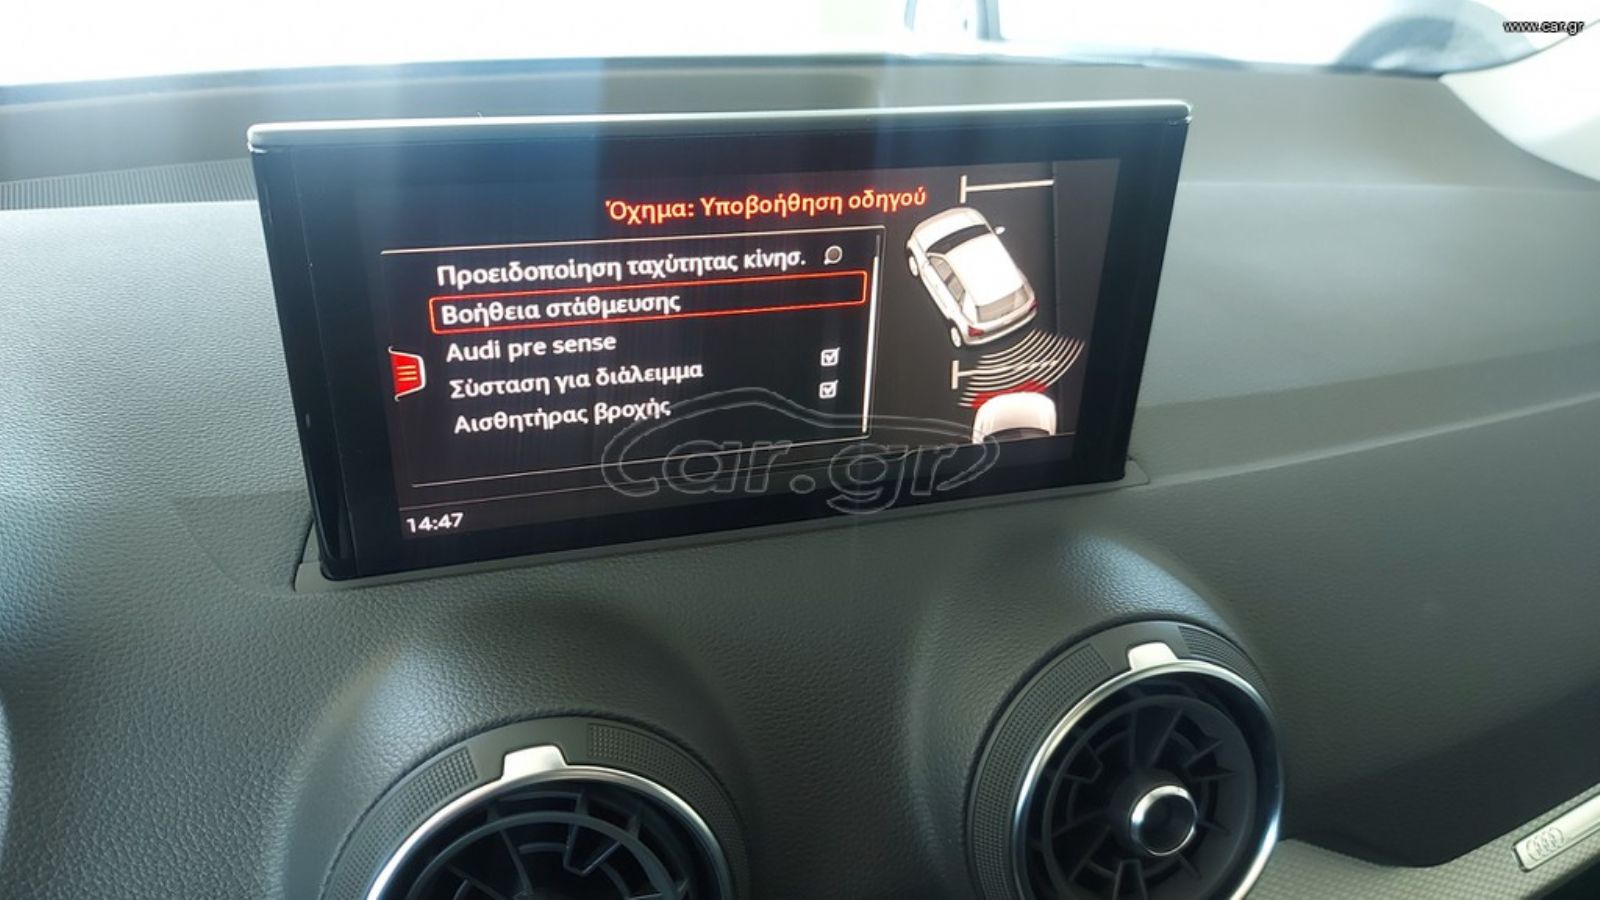 www.car.gr
Όχημα: Υποβοήθηση οδηγού
Προειδοποίηση ταχύτητας κίνησ.
Βοήθεια στάθμευσης
Audi pre sense
Σύσταση για διάλειμμα
Αισθητήρας βροχής
car.gr
14:47